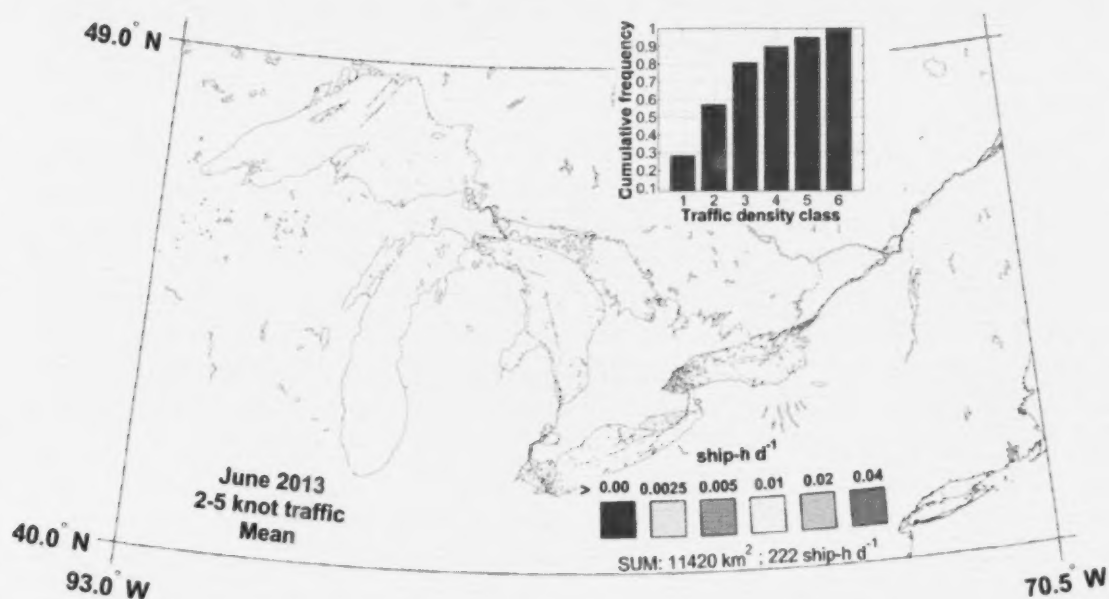 49.0° N
Cumulative frequency
1
0.9
0.8
0.7
0.6
0.5
0.4
0.3
0.2
0.1
1 2 3 4 5 6
Traffic density class
June 2013
2-5 knot traffic
Mean
ship-h d⁻¹
> 0.00 0.0025 0.005 0.01 0.02 0.04
SUM: 11420 km² ; 222 ship-h d⁻¹
40.0° N
93.0° W
70.5° W